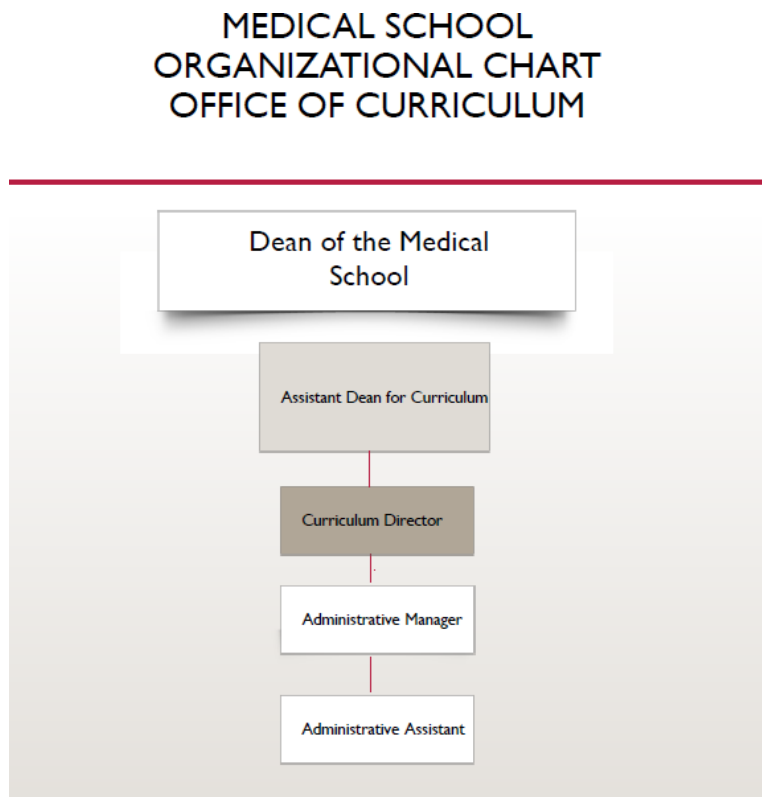 MEDICAL SCHOOL
ORGANIZATIONAL CHART
OFFICE OF CURRICULUM
Dean of the Medical
School
Assistant Dean for Curriculum
Curriculum Director
Administrative Manager
Administrative Assistant